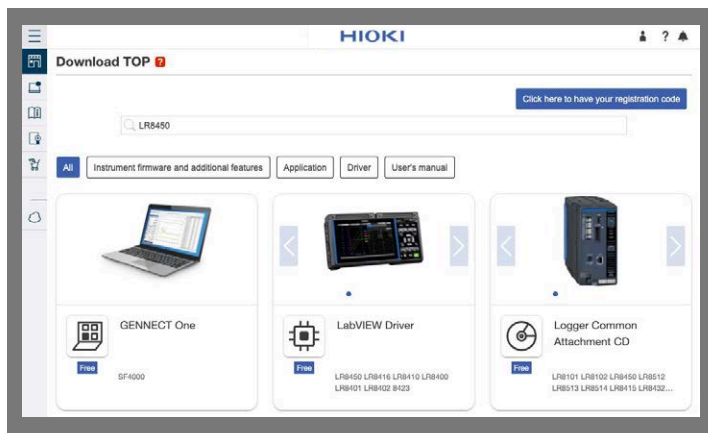 HIOKI
?
Download TOP ?
Click here to have your registration code
LR8450
All
Instrument firmware and additional features
Application
Driver
User's manual
GENNECT One
Free
SF4000
LabVIEW Driver
Free
LR8450 LR8416 LR8410 LR8400
LR8401 LR8402 8423
Logger Common
Attachment CD
Free
LR8101 LR8102 LR8450 LR8512
LR8513 LR8514 LR8415 LR8432...